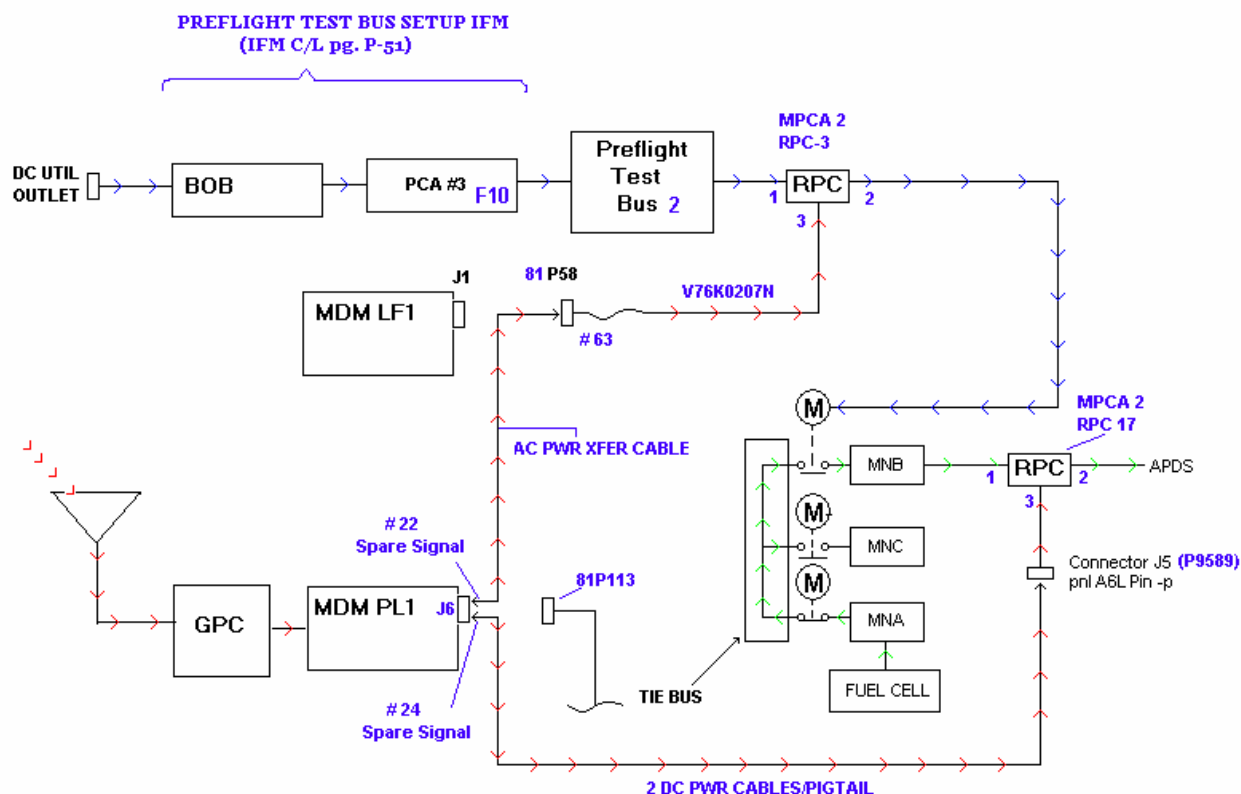 PREFLIGHT TEST BUS SETUP IFM
(IFM C/L pg. P-51)
MPCA 2
RPC-3
DC UTIL
OUTLET
BOB
PCA #3
F10
Preflight
Test
Bus 2
1
RPC
2
3
J1
81 P58
V76K0207N
MDM LF1
# 63
M
MPCA 2
RPC 17
AC PWR XFER CABLE
MNB
1
RPC
2
APDS
3
M
# 22
Spare Signal
MNC
81P113
M
Connector J5 (P9589)
pnl A6L Pin -p
GPC
MDM PL1
J6
MNA
FUEL CELL
TIE BUS
# 24
Spare Signal
2 DC PWR CABLES/PIGTAIL